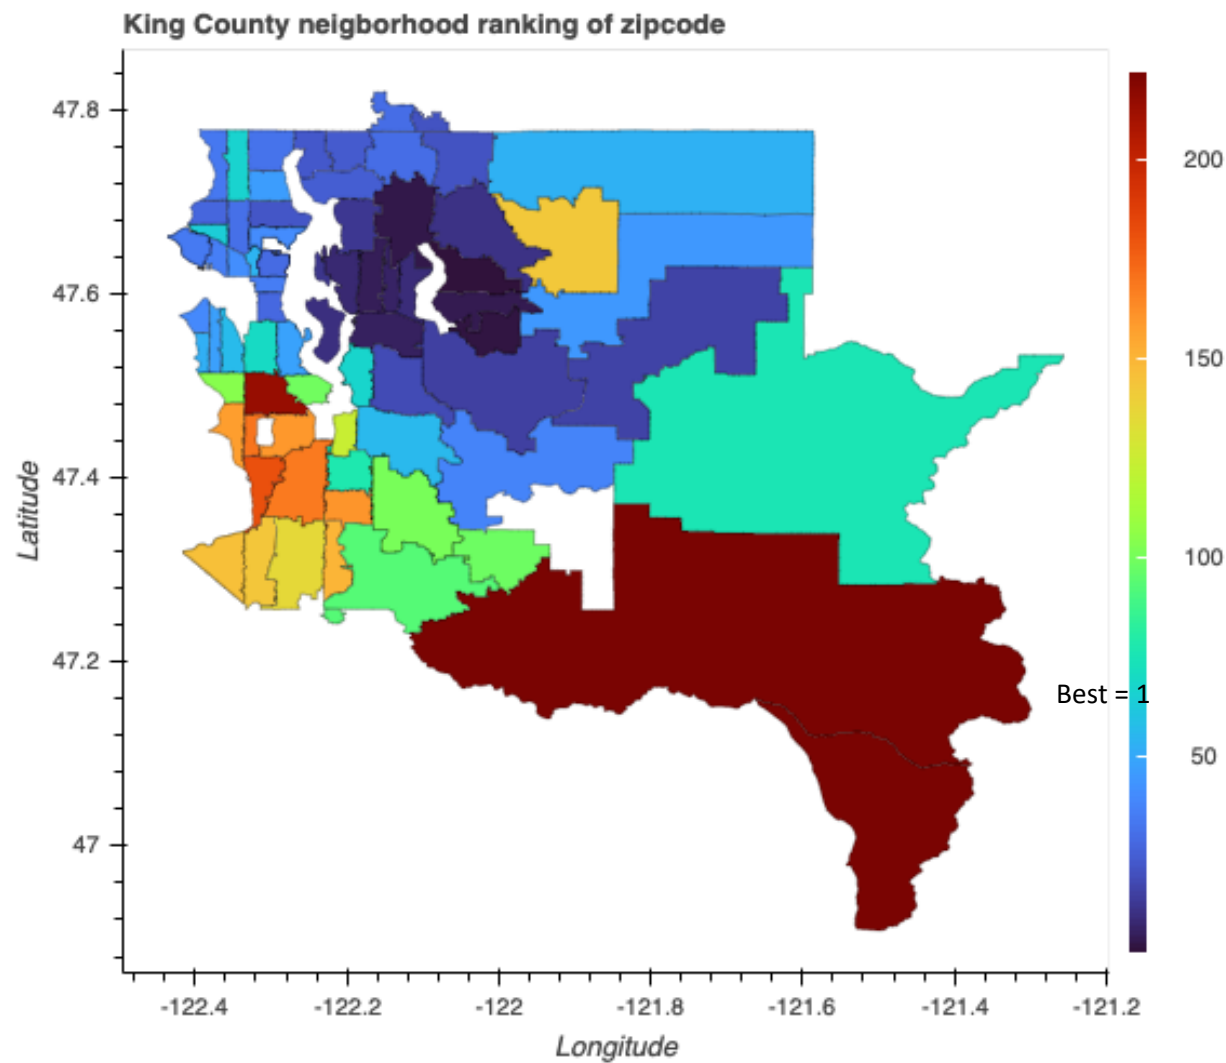 King County neigborhood ranking of zipcode
47.8
47.6
47.4
47.2
47
Latitude
-122.4 -122.2 -122 -121.8 -121.6 -121.4 -121.2
Longitude
200
150
100
Best = 1
50